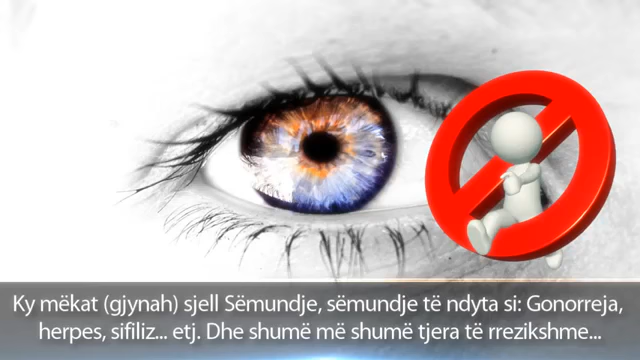 Ky mëkat (gjynah) sjell Sëmundje, sëmundje të ndyta si: Gonorreja,
herpes, sifiliz... etj. Dhe shumë më shumë tjera të rrezikshme...